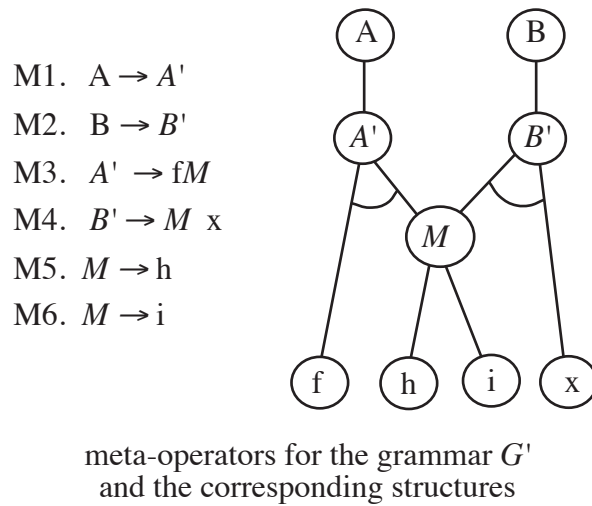 M1. A → A'
M2. B → B'
M3. A' → fM
M4. B' → M x
M5. M → h
M6. M → i
A B
A' B'
M
f h i x
meta-operators for the grammar G'
and the corresponding structures